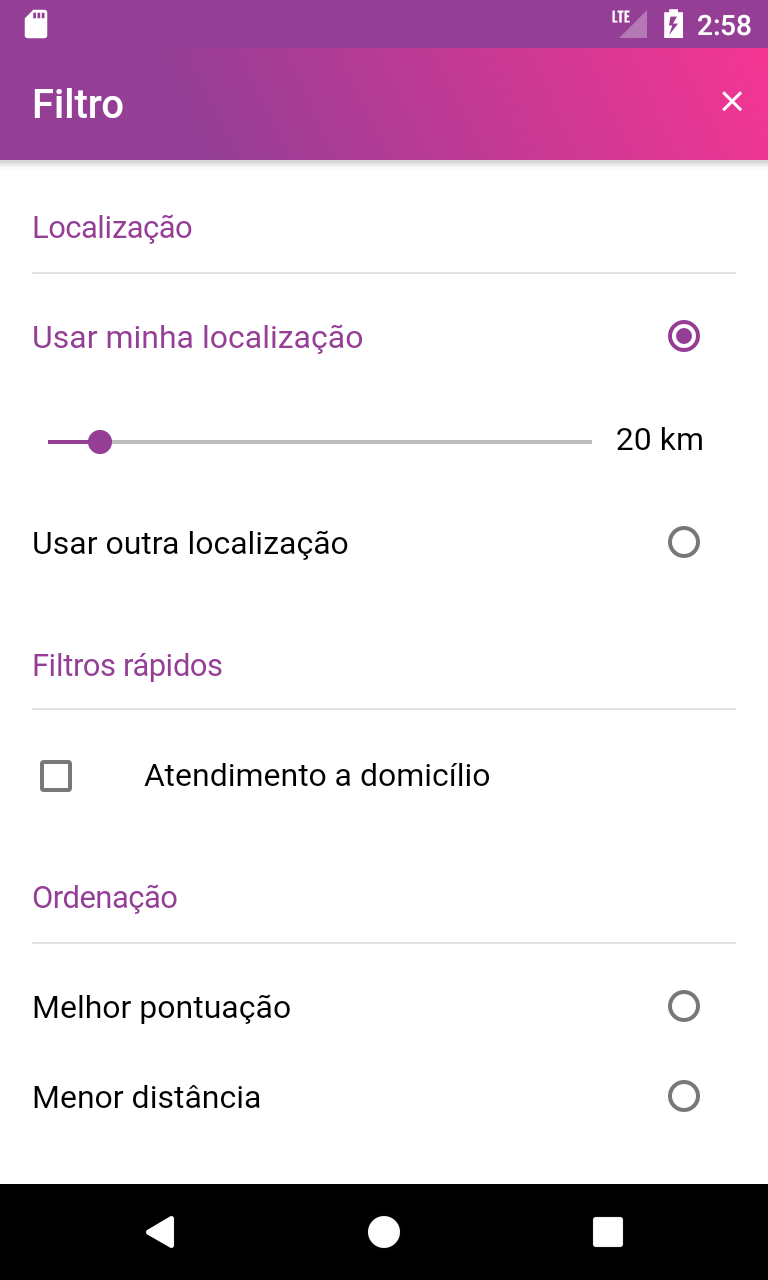 LTE 2:58
Filtro
Localização
Usar minha localização
20 km
Usar outra localização
Filtros rápidos
Atendimento a domicílio
Ordenação
Melhor pontuação
Menor distância